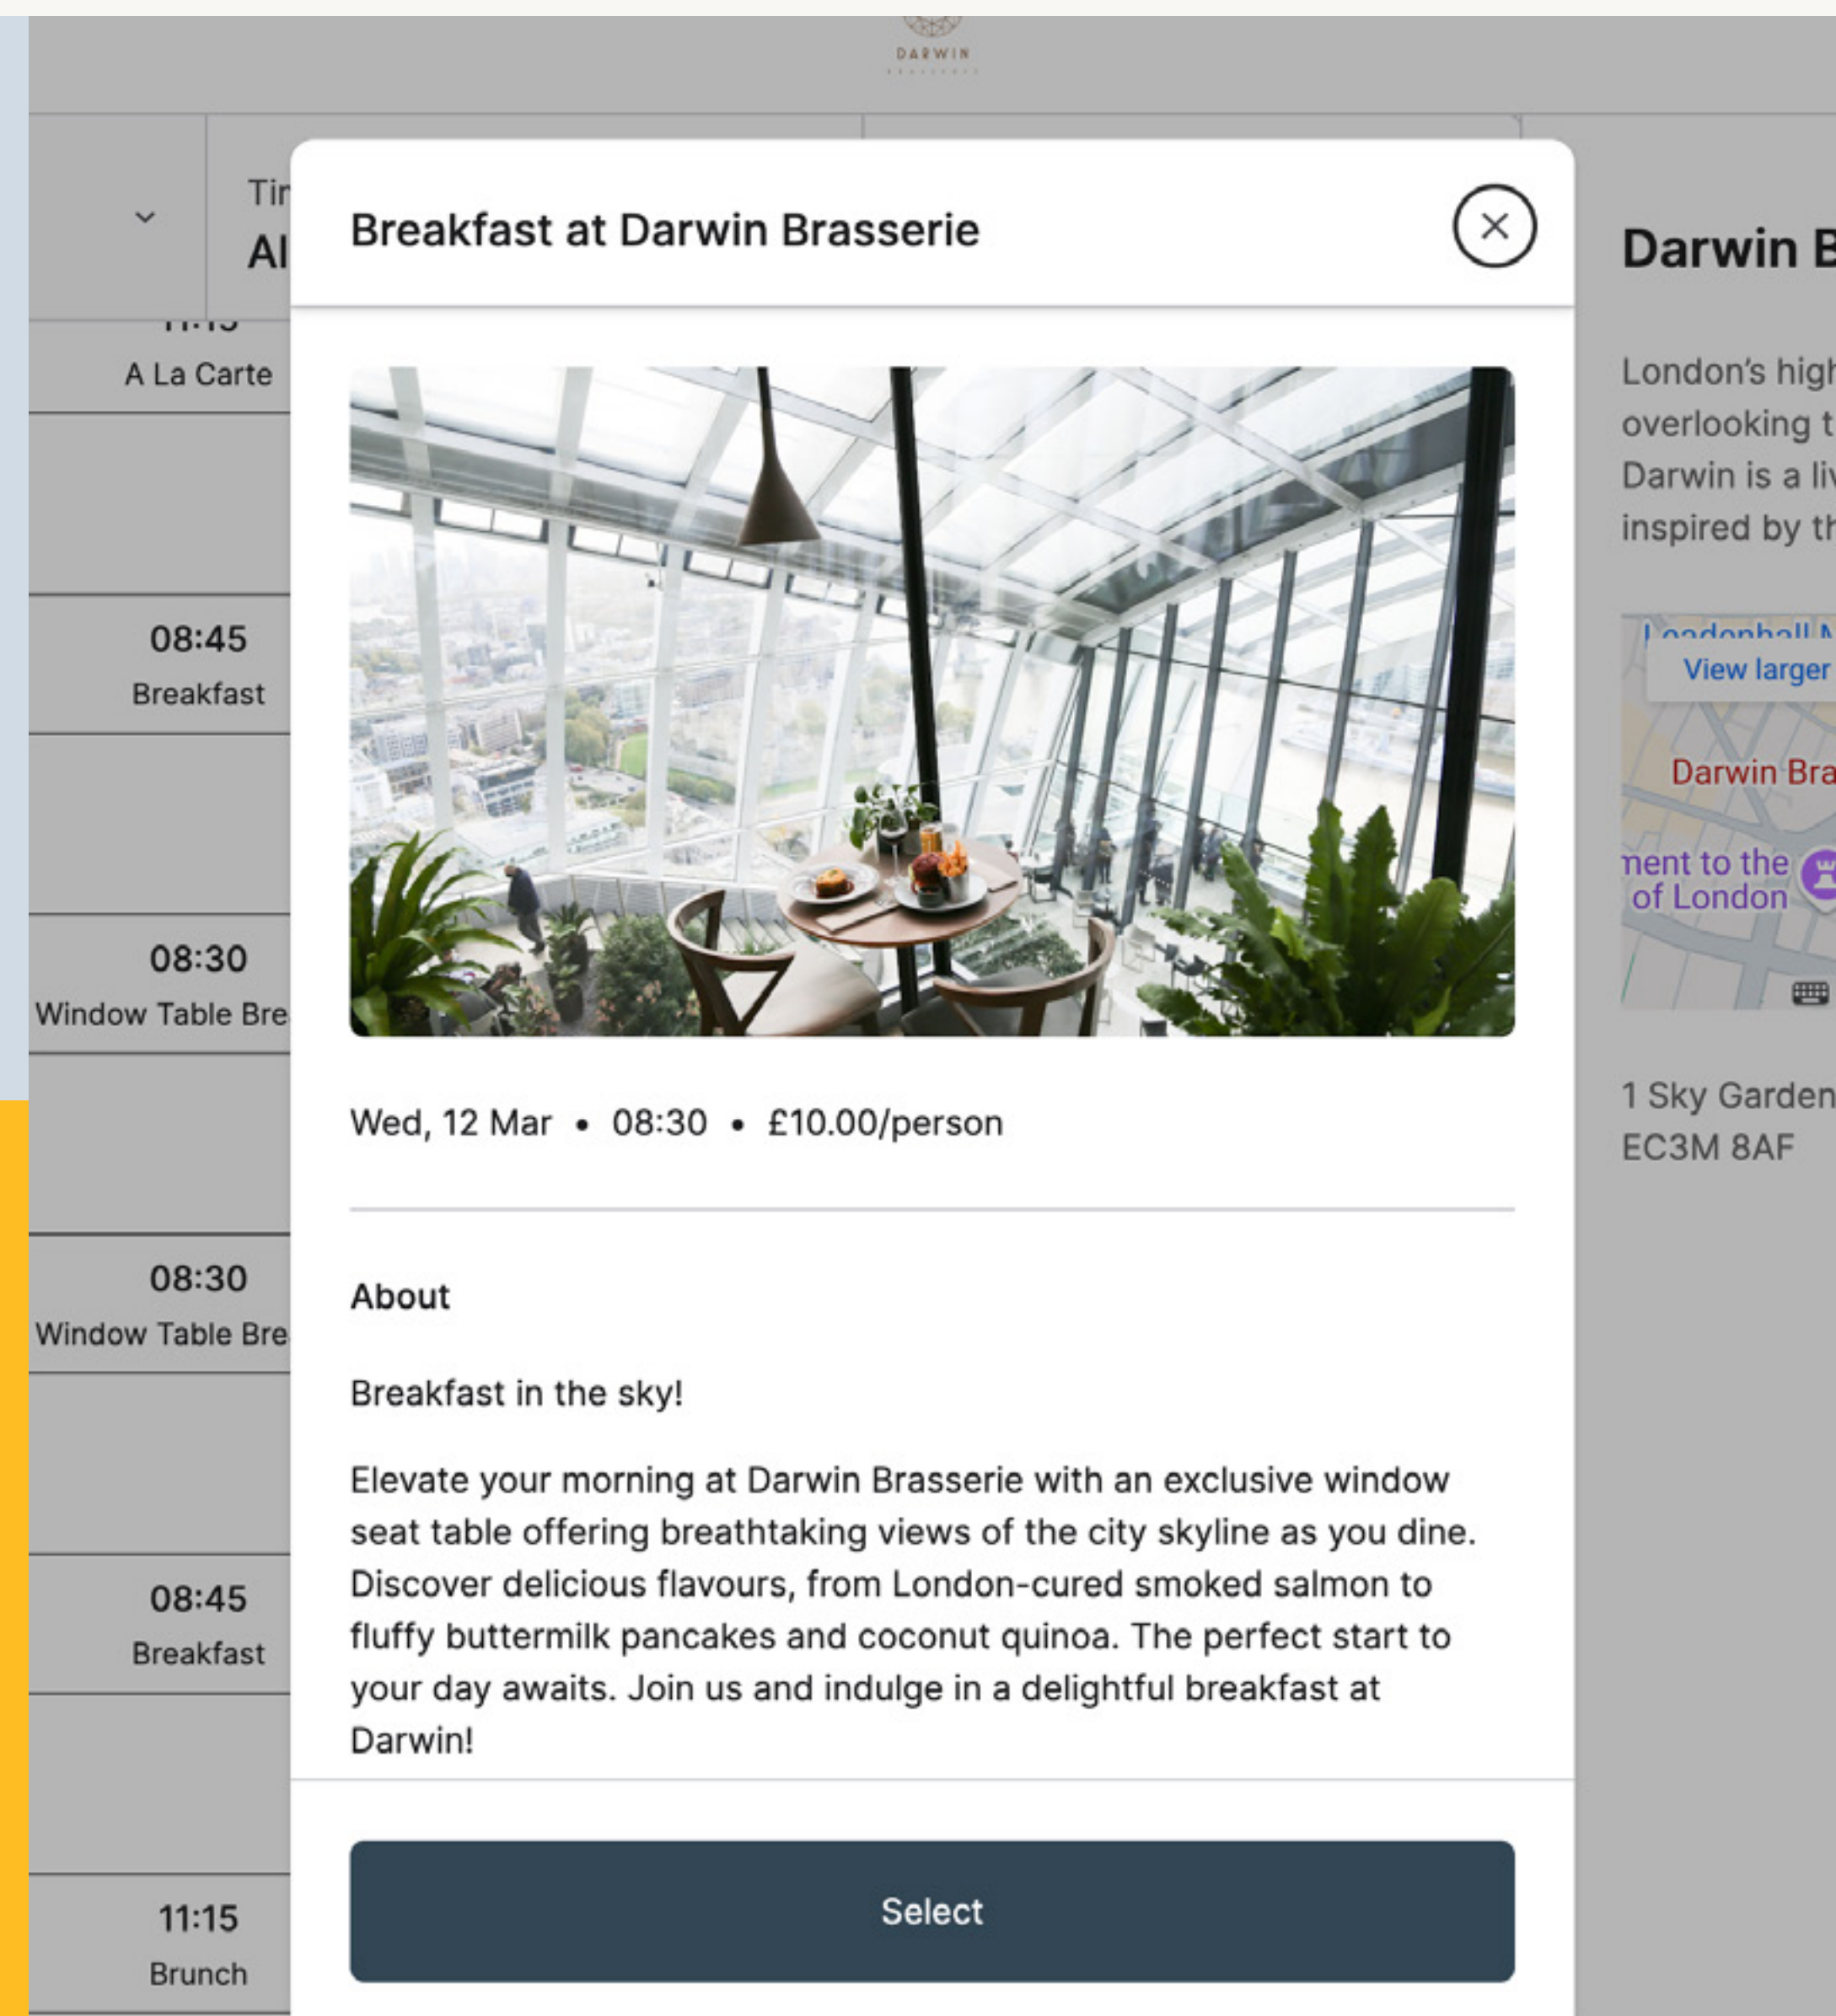 DARWIN
Breakfast at Darwin Brasserie
A La Carte
08:45
Breakfast
08:30
Window Table Bre
08:30
Window Table Bre
08:45
Breakfast
11:15
Brunch
Wed, 12 Mar • 08:30 • £10.00/person
About
Breakfast in the sky!
Elevate your morning at Darwin Brasserie with an exclusive window
seat table offering breathtaking views of the city skyline as you dine.
Discover delicious flavours, from London-cured smoked salmon to
fluffy buttermilk pancakes and coconut quinoa. The perfect start to
your day awaits. Join us and indulge in a delightful breakfast at
Darwin!
Select
Darwin B
London's high
overlooking t
Darwin is a liv
inspired by th
View larger
Darwin Bra
ment to the
of London
1 Sky Garden
EC3M 8AF